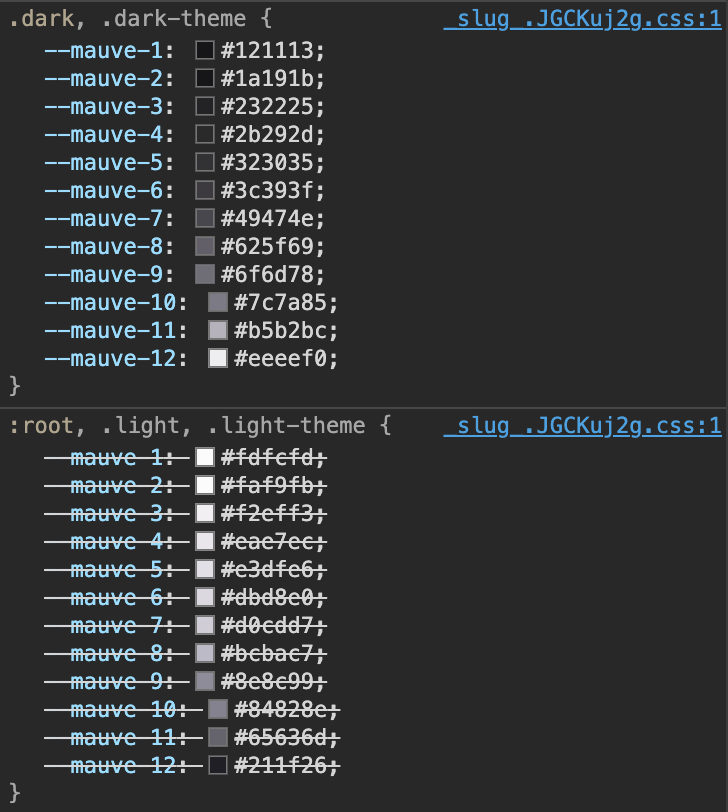 .dark, .dark-theme { _slug_.JGCKuj2g.css:1
--mauve-1: #121113;
--mauve-2: #1a191b;
--mauve-3: #232225;
--mauve-4: #2b292d;
--mauve-5: #323035;
--mauve-6: #3c393f;
--mauve-7: #49474e;
--mauve-8: #625f69;
--mauve-9: #6f6d78;
--mauve-10: #7c7a85;
--mauve-11: #b5b2bc;
--mauve-12: #eeeef0;
}
:root, .light, .light-theme { _slug_.JGCKuj2g.css:1
--mauve-1: #fdfcfd;
--mauve-2: #faf9fb;
--mauve-3: #f2eff3;
--mauve-4: #eae7ec;
--mauve-5: #e3dfe6;
--mauve-6: #dbd8e0;
--mauve-7: #d0cdd7;
--mauve-8: #bcbac7;
--mauve-9: #8e8c99;
--mauve-10: #84828e;
--mauve-11: #65636d;
--mauve-12: #211f26;
}